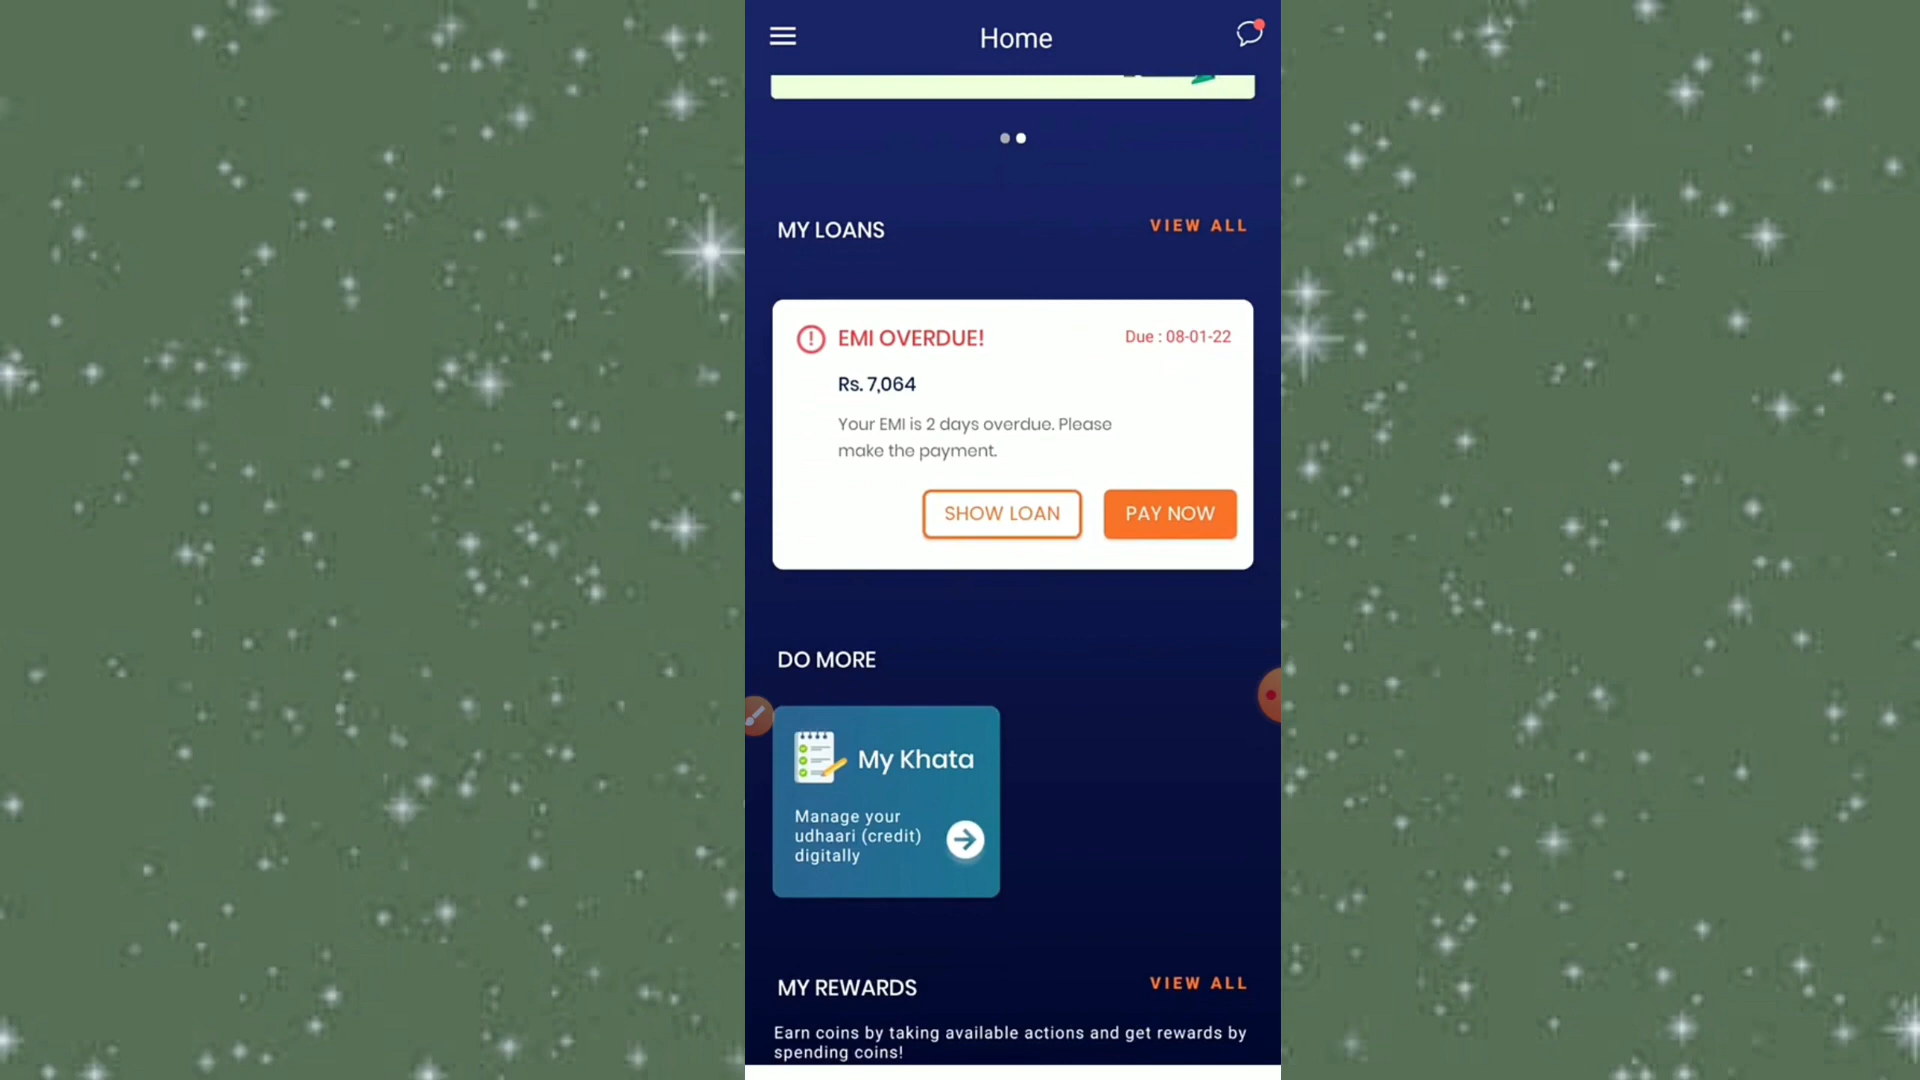 Home
MY LOANS
VIEW ALL
EMI OVERDUE!
Due : 08-01-22
Rs. 7,064
Your EMI is 2 days overdue. Please
make the payment.
SHOW LOAN
PAY NOW
DO MORE
My Khata
Manage your
udhaari (credit)
digitally
MY REWARDS
VIEW ALL
Earn coins by taking available actions and get rewards by
spending coins!